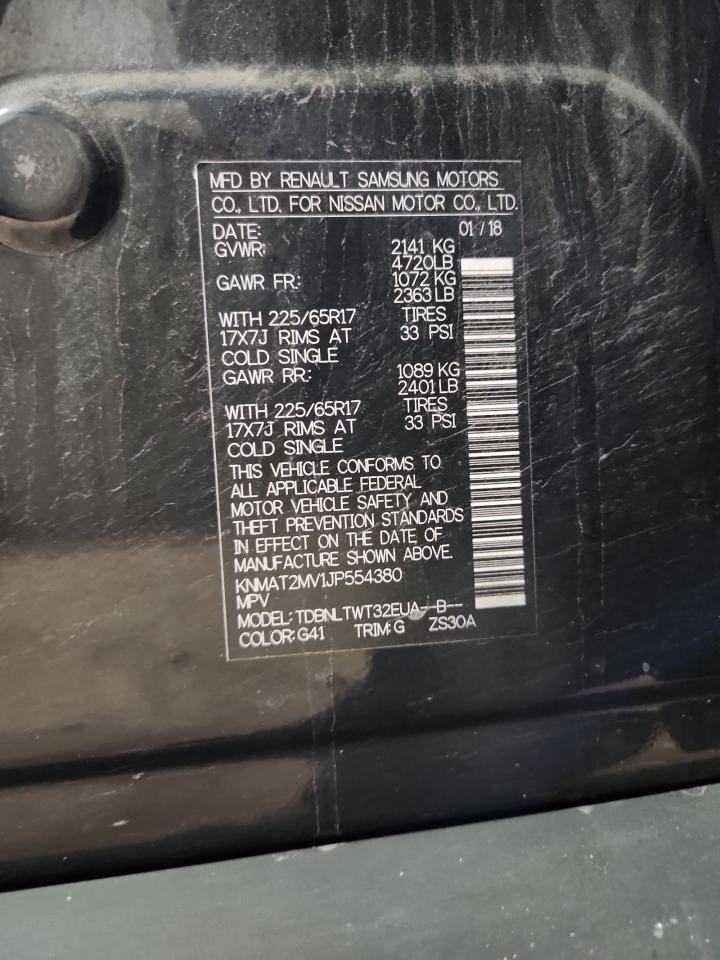 MFD BY RENAULT SAMSUNG MOTORS
CO., LTD. FOR NISSAN MOTOR CO., LTD.
DATE: 01 / 18
GVWR: 2141 KG
4720LB
GAWR FR.: 1072 KG
2363 LB
WITH 225/65R17 TIRES
17X7J RIMS AT 33 PSI
COLD SINGLE
GAWR RR.: 1089 KG
2401 LB
WITH 225/65R17 TIRES
17X7J RIMS AT 33 PSI
COLD SINGLE
THIS VEHICLE CONFORMS TO
ALL APPLICABLE FEDERAL
MOTOR VEHICLE SAFETY AND
THEFT PREVENTION STANDARDS
IN EFFECT ON THE DATE OF
MANUFACTURE SHOWN ABOVE.
KNMAT2MV1JP554380
MPV
MODEL: TDBNLTWT32EUA--B--
COLOR: G41 TRIM: G ZS30A